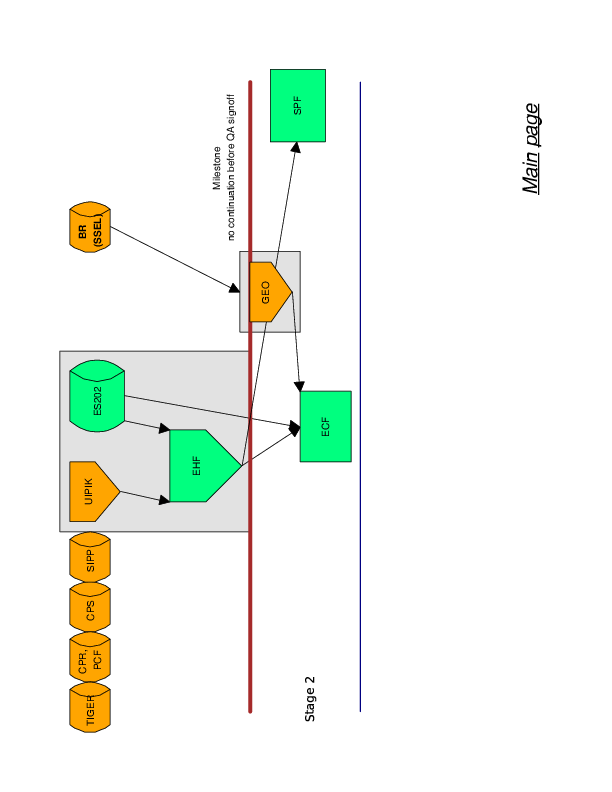 TIGER
CPR,
PCF
CPS
SIPP
UIPIK
ES202
BR
(SSEL)
EHF
Milestone
no continuation before QA signoff
GEO
SPF
Stage 2
ECF
Main page